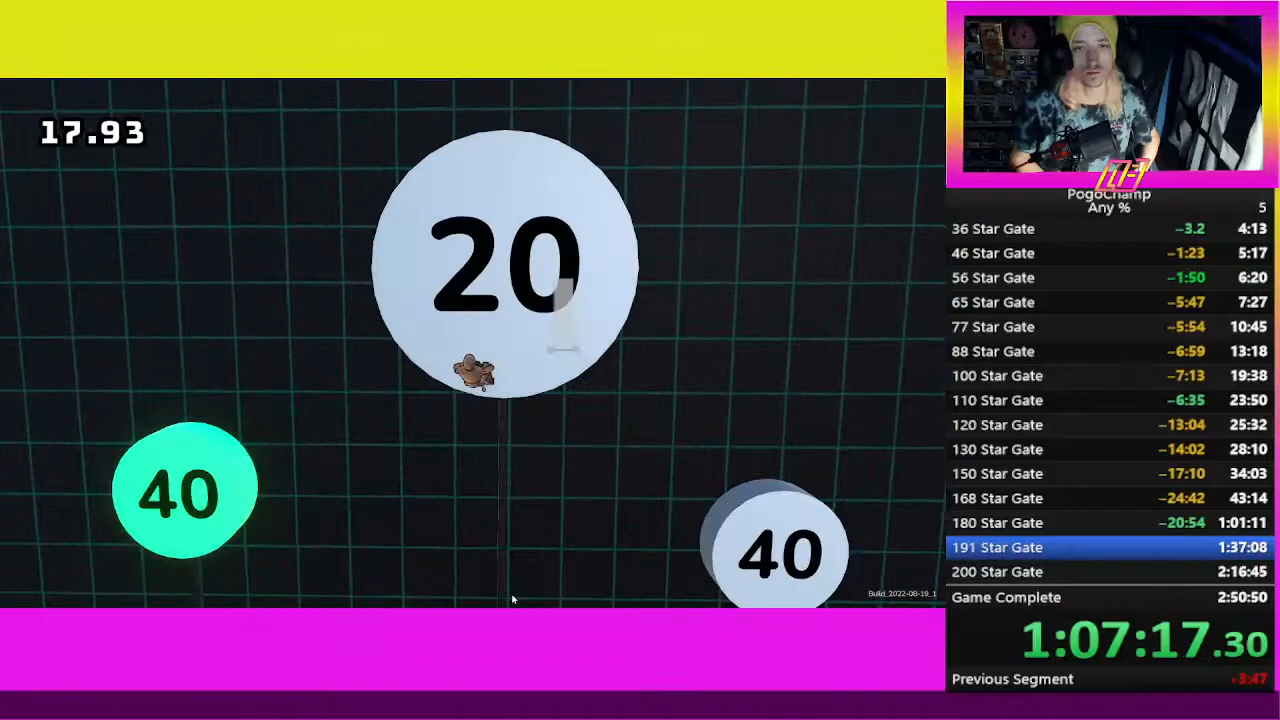 17.93
20
40
40
Build_2022-08-19_1
PogoChamp
Any %
5
36 Star Gate −3.2 4:13
46 Star Gate −1:23 5:17
56 Star Gate −1:50 6:20
65 Star Gate −5:47 7:27
77 Star Gate −5:54 10:45
88 Star Gate −6:59 13:18
100 Star Gate −7:13 19:38
110 Star Gate −6:35 23:50
120 Star Gate −13:04 25:32
130 Star Gate −14:02 28:10
150 Star Gate −17:10 34:03
168 Star Gate −24:42 43:14
180 Star Gate −20:54 1:01:11
191 Star Gate 1:37:08
200 Star Gate 2:16:45
Game Complete 2:50:50
1:07:17.30
Previous Segment +3:47